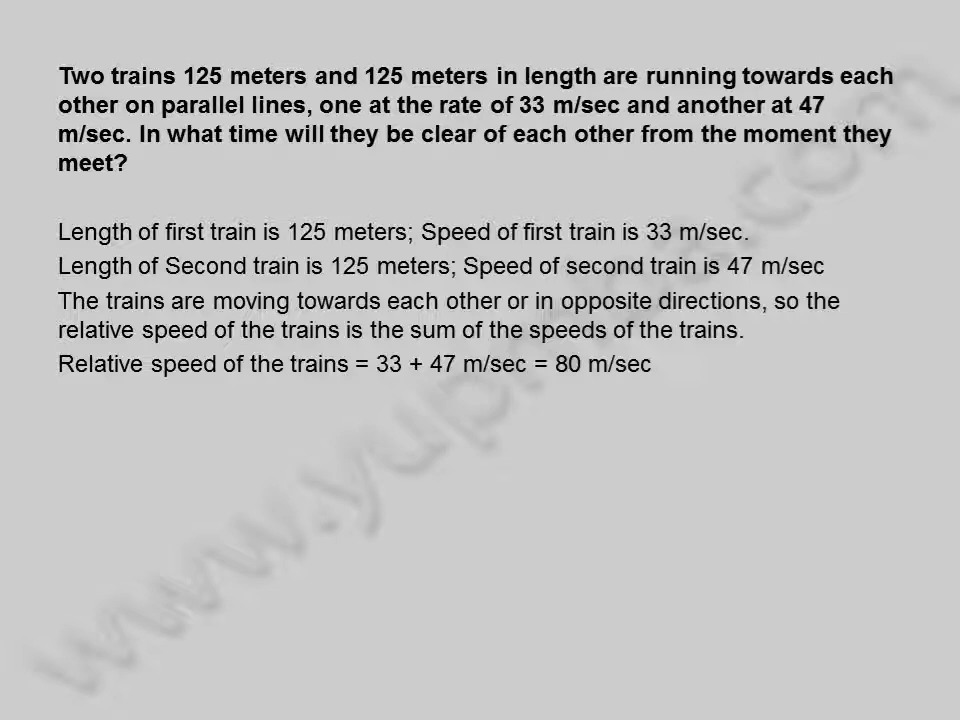 Two trains 125 meters and 125 meters in length are running towards each
other on parallel lines, one at the rate of 33 m/sec and another at 47
m/sec. In what time will they be clear of each other from the moment they
meet?
Length of first train is 125 meters; Speed of first train is 33 m/sec.
Length of Second train is 125 meters; Speed of second train is 47 m/sec
The trains are moving towards each other or in opposite directions, so the
relative speed of the trains is the sum of the speeds of the trains.
Relative speed of the trains = 33 + 47 m/sec = 80 m/sec